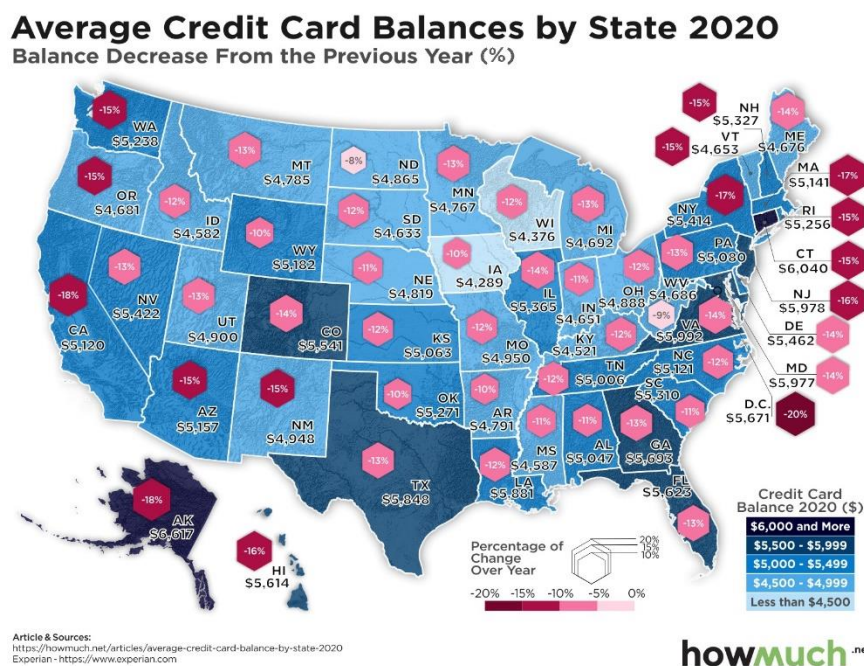 Average Credit Card Balances by State 2020
Balance Decrease From the Previous Year (%)
-15%
WA
$5,238
-15%
OR
$4,681
-18%
CA
$5,120
-13%
NV
$5,422
-12%
ID
$4,582
-13%
MT
$4,785
-10%
WY
$5,182
-13%
UT
$4,900
-14%
CO
$5,541
-15%
AZ
$5,157
-15%
NM
$4,948
-8%
ND
$4,865
-12%
SD
$4,633
-11%
NE
$4,819
-12%
KS
$5,063
-10%
OK
$5,271
-13%
TX
$5,848
-13%
MN
$4,767
-10%
IA
$4,289
-12%
MO
$4,950
-10%
AR
$4,791
-12%
LA
$5,881
-12%
WI
$4,376
-14%
IL
$5,365
-13%
MI
$4,692
-11%
IN
$4,651
-12%
OH
$4,888
-12%
KY
$4,521
-12%
TN
$5,006
-11%
MS
$4,587
-11%
AL
$5,047
-13%
GA
$5,693
-13%
FL
$5,623
-11%
SC
$5,310
-12%
NC
$5,121
-14%
VA
$5,992
-9%
WV
$4,686
-13%
PA
$5,080
-17%
NY
$5,414
-15%
NH
$5,327
-15%
VT
$4,653
-14%
ME
$4,676
MA
$5,141
-17%
RI
$5,256
-15%
CT
$6,040
-15%
NJ
$5,978
-16%
DE
$5,462
-14%
MD
$5,977
-14%
D.C.
$5,671
-20%
-18%
AK
$6,617
-16%
HI
$5,614
Percentage of
Change
Over Year
20%
15%
10%
-20% -15% -10% -5% 0%
Credit Card
Balance 2020 ($)
$6,000 and More
$5,500 - $5,999
$5,000 - $5,499
$4,500 - $4,999
Less than $4,500
Article & Sources:
https://howmuch.net/articles/average-credit-card-balance-by-state-2020
Experian - https://www.experian.com
howmuch .ne